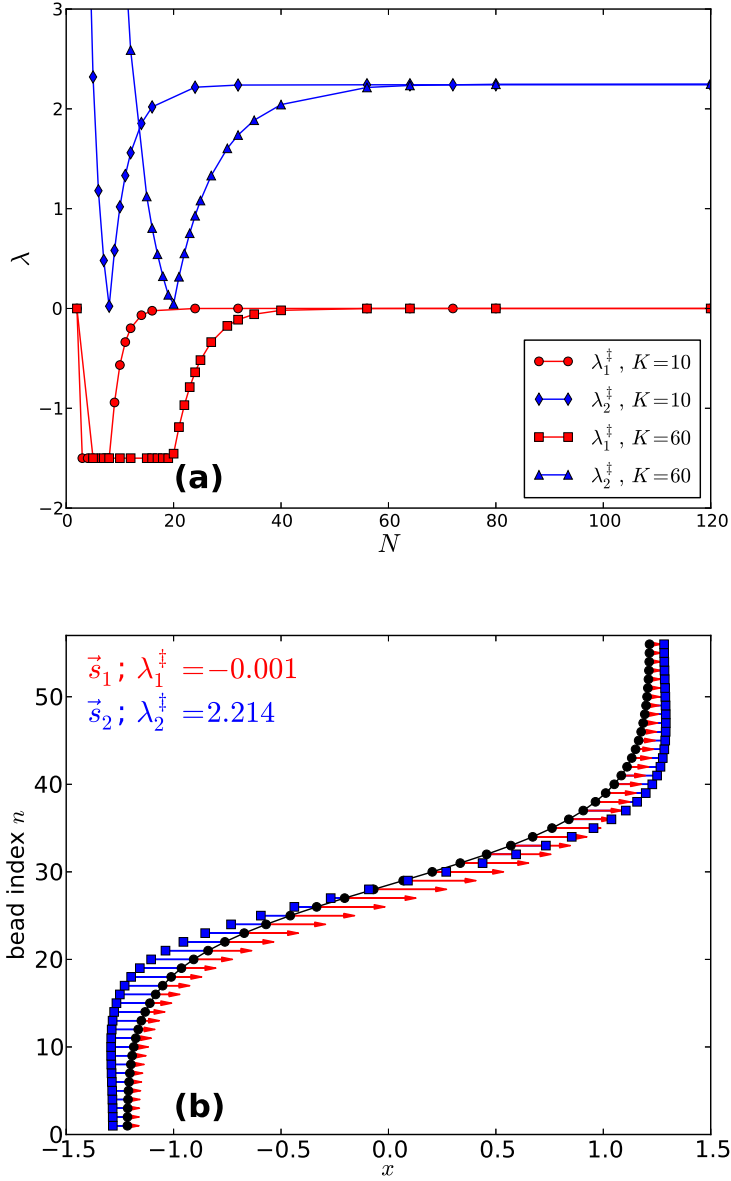 3
2
1
0
−1
−2
λ
0 20 40 60 80 100 120
N
λ₁‡ , K=10
λ₂‡ , K=10
λ₁‡ , K=60
λ₂‡ , K=60
(a)
s⃗₁; λ₁‡ =−0.001
s⃗₂; λ₂‡ =2.214
50
40
30
20
10
0
bead index n
(b)
−1.5 −1.0 −0.5 0.0 0.5 1.0 1.5
x